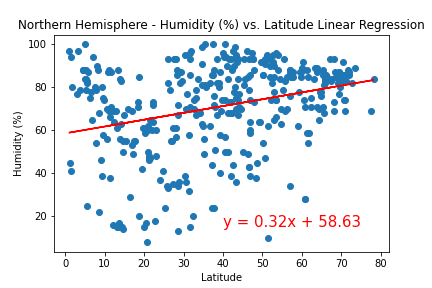 Northern Hemisphere - Humidity (%) vs. Latitude Linear Regression
100
80
60
40
20
Humidity (%)
y = 0.32x + 58.63
0 10 20 30 40 50 60 70 80
Latitude